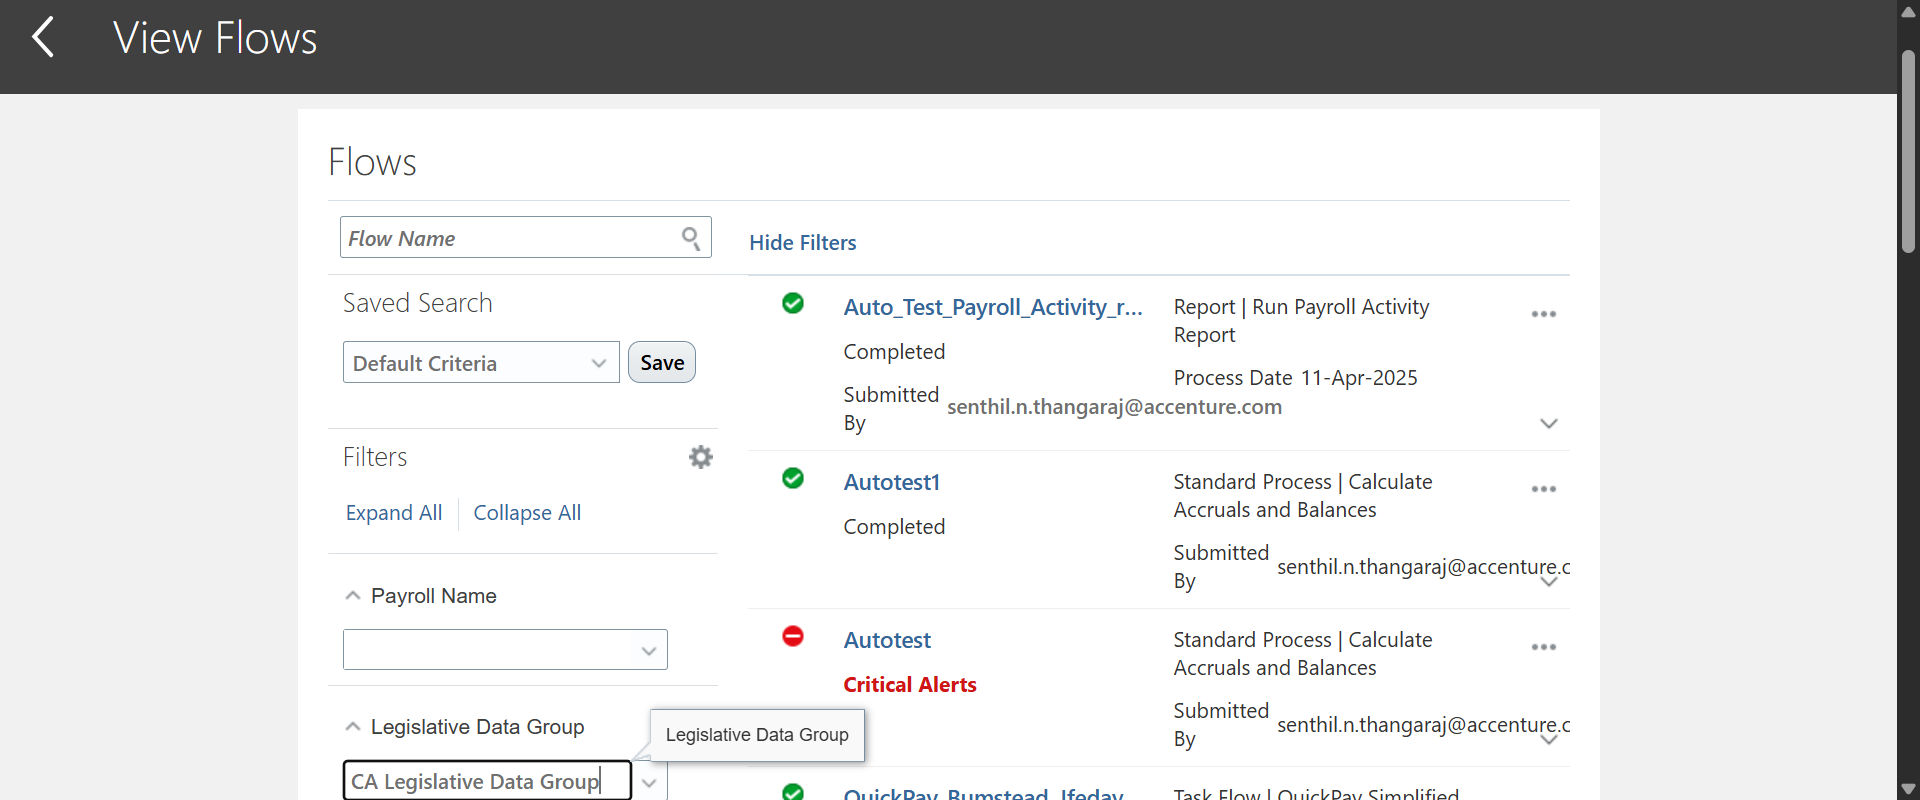 View Flows
Flows
Flow Name
Hide Filters
Saved Search
Default Criteria
Save
Filters
Expand All
Collapse All
Payroll Name
Legislative Data Group
CA Legislative Data Group
Legislative Data Group
Auto_Test_Payroll_Activity_r...
Completed
Submitted
By
senthil.n.thangaraj@accenture.com
Report | Run Payroll Activity
Report
Process Date 11-Apr-2025
Autotest1
Completed
Standard Process | Calculate
Accruals and Balances
Submitted
By
senthil.n.thangaraj@accenture.c
Autotest
Critical Alerts
Standard Process | Calculate
Accruals and Balances
Submitted
By
senthil.n.thangaraj@accenture.c
QuickPay_Bumstead_Ifeday
Task Flow | QuickPay Simplified